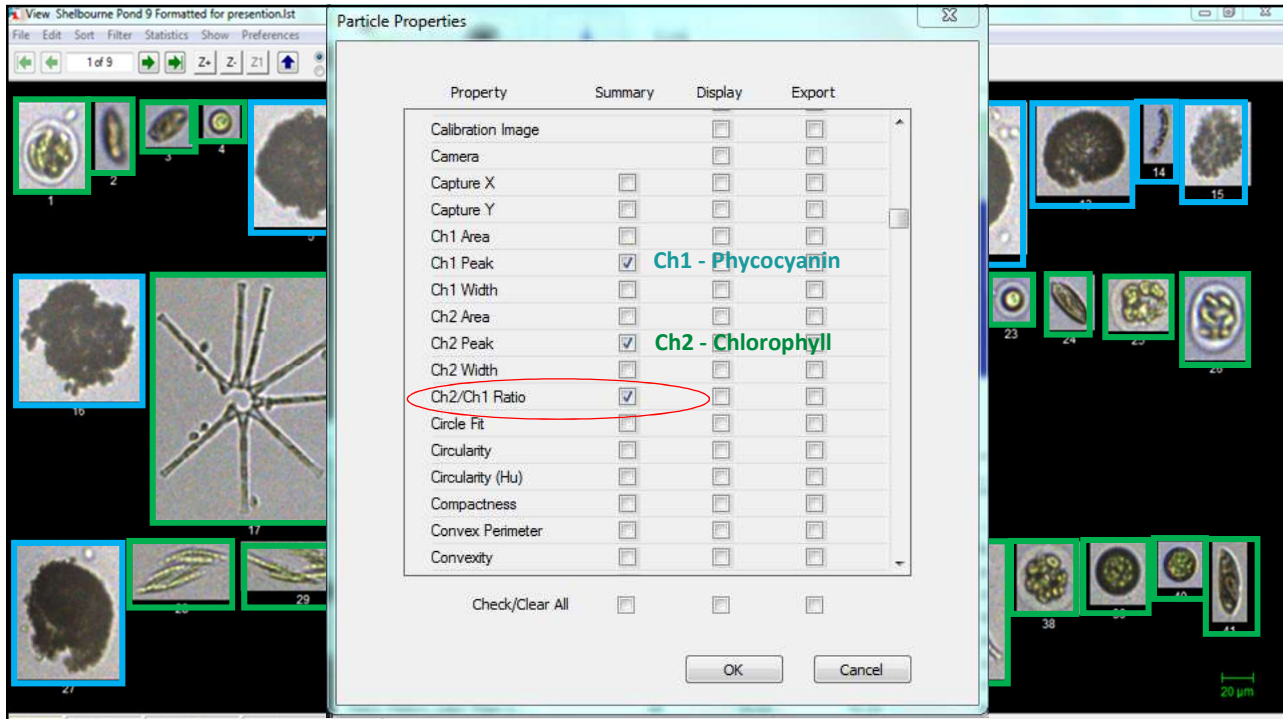 View Shelbourne Pond 9 Formatted for presention.lst
File Edit Sort Filter Statistics Show Preferences
1 of 9 Z+ Z- Z1
Particle Properties
Property Summary Display Export
Calibration Image
Camera
Capture X
Capture Y
Ch1 Area
Ch1 Peak Ch1 - Phycocyanin
Ch1 Width
Ch2 Area
Ch2 Peak Ch2 - Chlorophyll
Ch2 Width
Ch2/Ch1 Ratio
Circle Fit
Circularity
Circularity (Hu)
Compactness
Convex Perimeter
Convexity
Check/Clear All
OK Cancel
1
2
3
4
14
15
16
17
23
24
25
26
27
29
38
41
20 µm